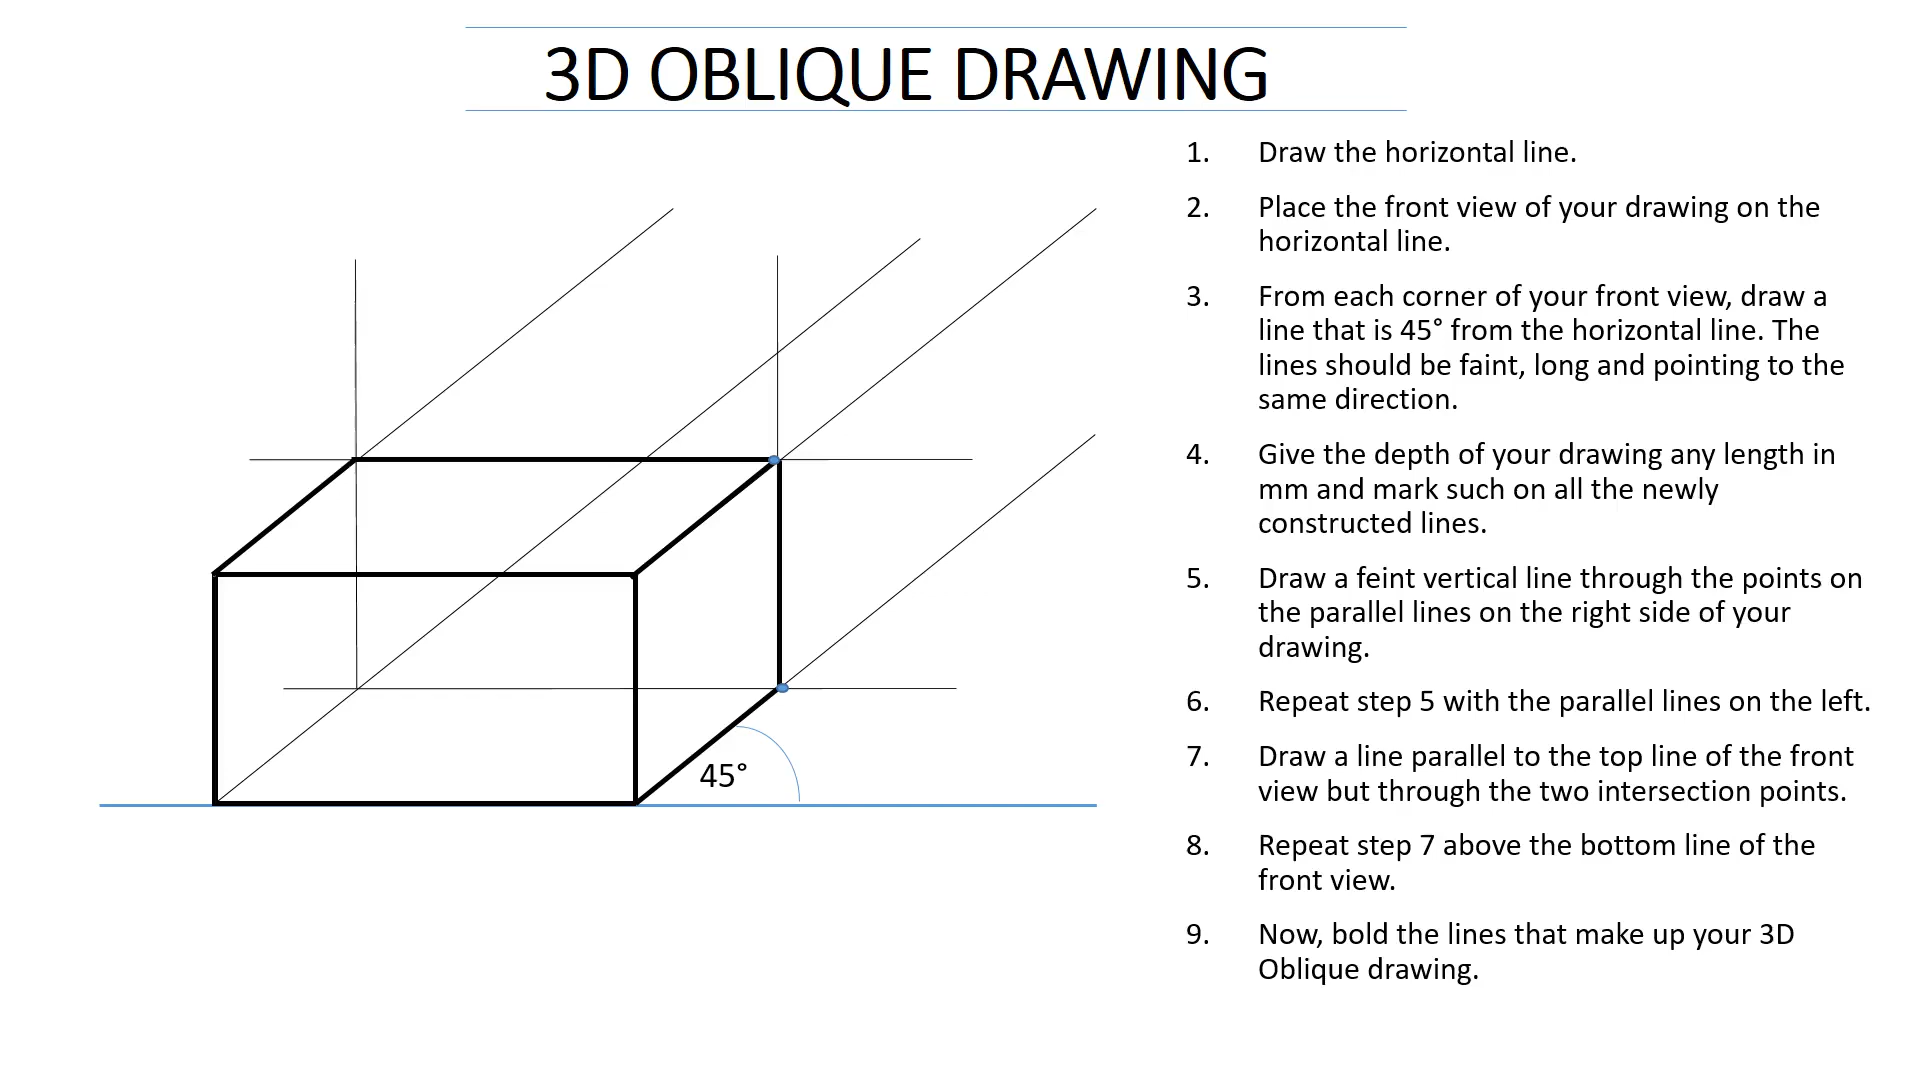 3D OBLIQUE DRAWING
1. Draw the horizontal line.
2. Place the front view of your drawing on the
horizontal line.
3. From each corner of your front view, draw a
line that is 45° from the horizontal line. The
lines should be faint, long and pointing to the
same direction.
4. Give the depth of your drawing any length in
mm and mark such on all the newly
constructed lines.
5. Draw a feint vertical line through the points on
the parallel lines on the right side of your
drawing.
6. Repeat step 5 with the parallel lines on the left.
7. Draw a line parallel to the top line of the front
view but through the two intersection points.
8. Repeat step 7 above the bottom line of the
front view.
9. Now, bold the lines that make up your 3D
Oblique drawing.
45°